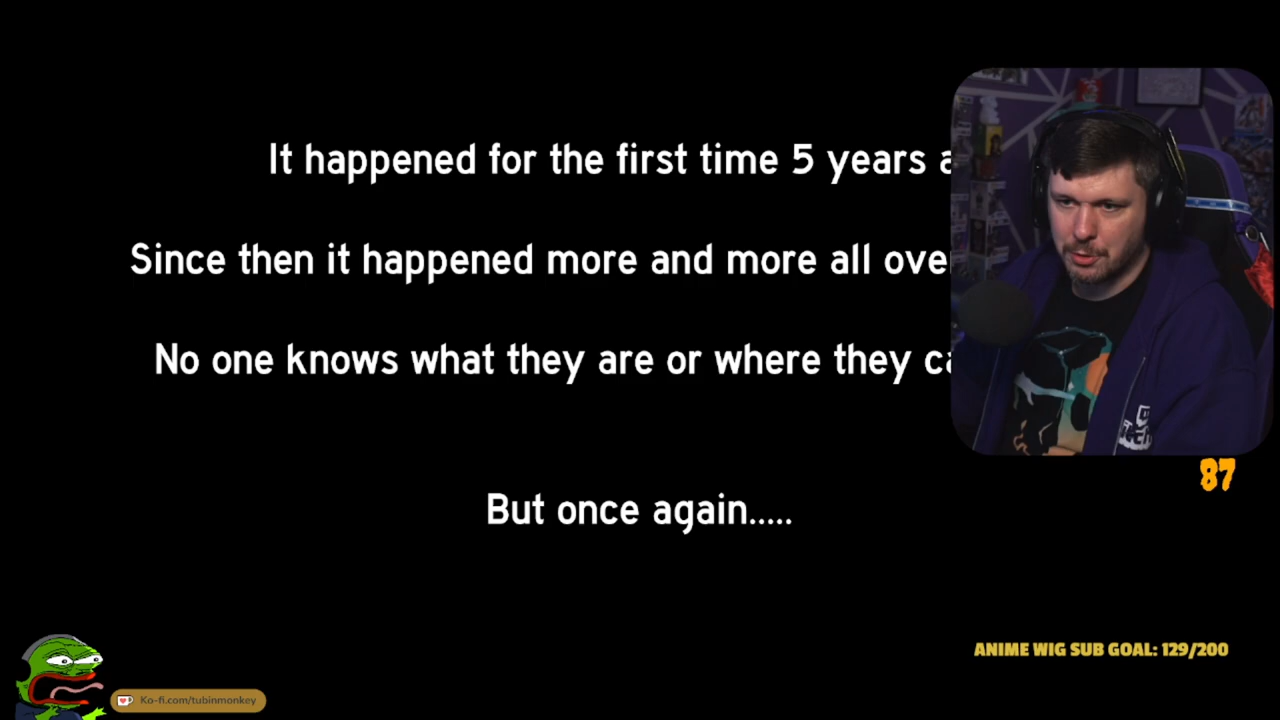 It happened for the first time 5 years
Since then it happened more and more all
No one knows what they are or where they
But once again.....
87
ANIME WIG SUB GOAL: 129/200
Ko-fi.com/tubinmonkey